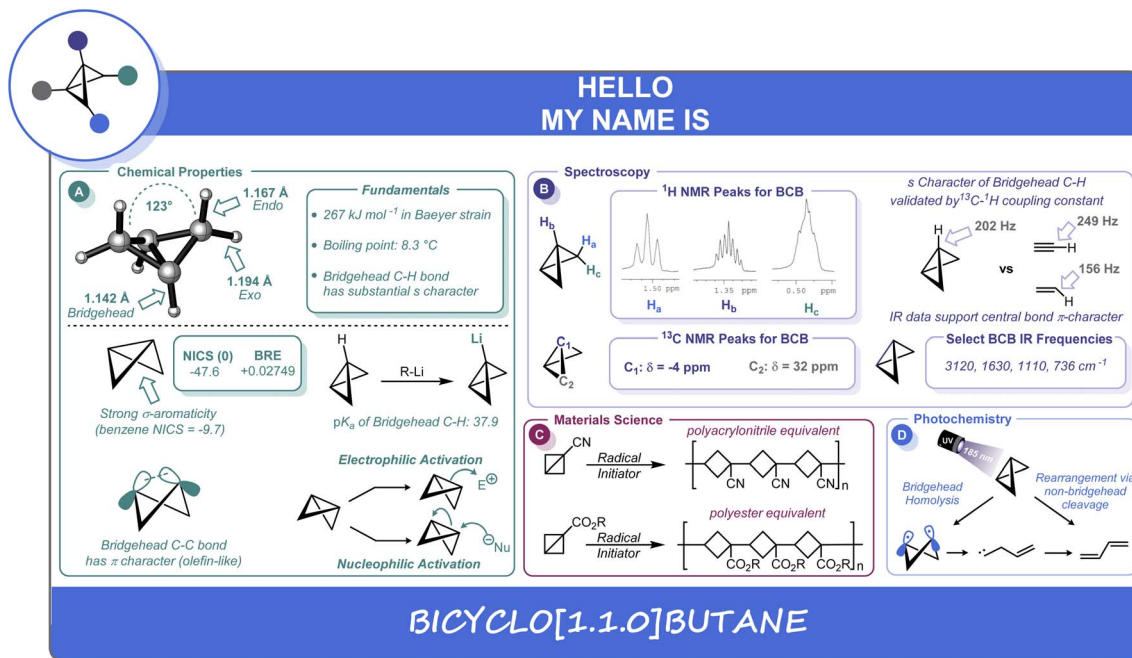 HELLO
MY NAME IS
A
Chemical Properties
1.167 Å
Endo
123°
1.194 Å
Exo
1.142 Å
Bridgehead
Fundamentals
• 267 kJ mol⁻¹ in Baeyer strain
• Boiling point: 8.3 °C
• Bridgehead C-H bond
has substantial s character
NICS (0) BRE
-47.6 +0.02749
Strong σ-aromaticity
(benzene NICS = -9.7)
H
R-Li
Li
pKₐ of Bridgehead C-H: 37.9
Bridgehead C-C bond
has π character (olefin-like)
Electrophilic Activation
E⊕
⊖Nu
Nucleophilic Activation
B
Spectroscopy
¹H NMR Peaks for BCB
H_b
H_a
H_c
1.50 ppm
1.35 ppm
0.50 ppm
H_a
H_b
H_c
C₁
C₂
¹³C NMR Peaks for BCB
C₁: δ = -4 ppm C₂: δ = 32 ppm
s Character of Bridgehead C-H
validated by¹³C-¹H coupling constant
H
202 Hz
vs
249 Hz
H
156 Hz
H
IR data support central bond π-character
Select BCB IR Frequencies
3120, 1630, 1110, 736 cm⁻¹
C
Materials Science
CN
Radical
Initiator
polyacrylonitrile equivalent
CN CN CN
n
CO₂R
Radical
Initiator
polyester equivalent
CO₂R CO₂R CO₂R
n
D
Photochemistry
UV
185 nm
Bridgehead
Homolysis
Rearrangement via
non-bridgehead
cleavage
BICYCLO[1.1.0]BUTANE